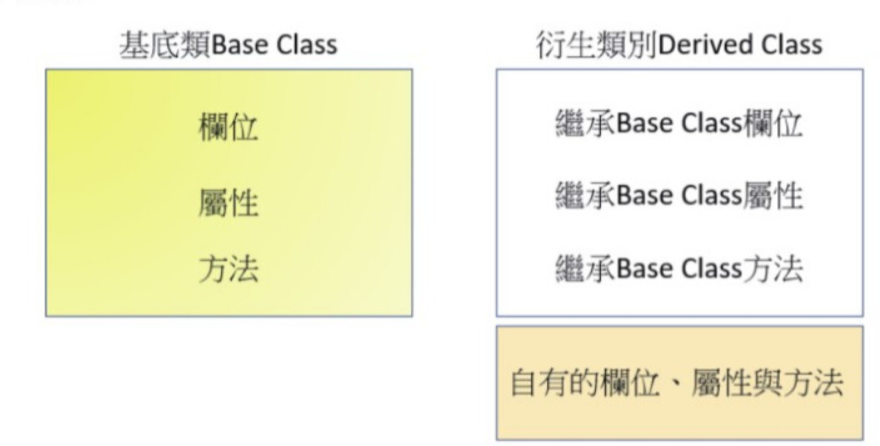 基底類Base Class
欄位
屬性
方法
衍生類別Derived Class
繼承Base Class欄位
繼承Base Class屬性
繼承Base Class方法
自有的欄位、屬性與方法